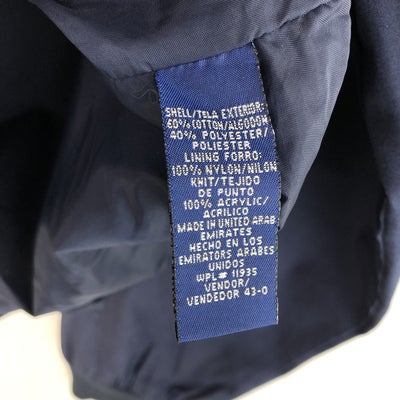 SHELL/TELA EXTERIOR:
60% COTTON/ALGODON
40% POLYESTER/
POLIESTER
LINING FORRO:
100% NYLON/NILON
KNIT/TEJIDO
DE PUNTO
100% ACRYLIC/
ACRILICO
MADE IN UNITED ARAB
EMIRATES
HECHO EN LOS
EMIRATORS ARABES
UNIDOS
WPL# 11935
VENDOR/
VENDEDOR 43-0